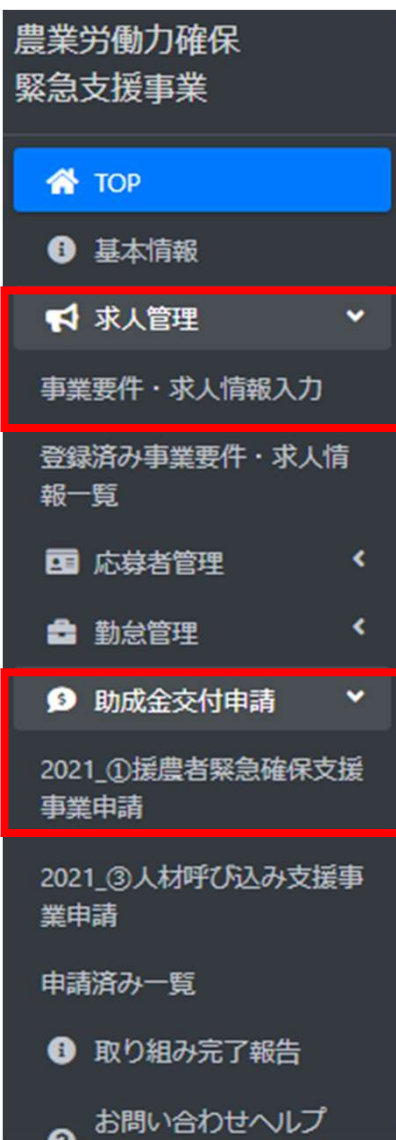 農業労働力確保
緊急支援事業
TOP
基本情報
求人管理
事業要件・求人情報入力
登録済み事業要件・求人情
報一覧
応募者管理
勤怠管理
助成金交付申請
2021_①援農者緊急確保支援
事業申請
2021_③人材呼び込み支援事
業申請
申請済み一覧
取り組み完了報告
お問い合わせヘルプ